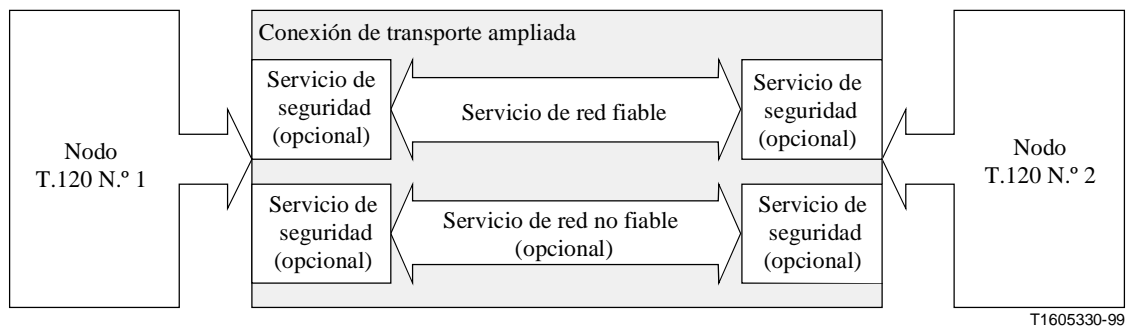 Conexión de transporte ampliada
Nodo
T.120 N.º 1
Servicio de
seguridad
(opcional)
Servicio de red fiable
Servicio de
seguridad
(opcional)
Servicio de
seguridad
(opcional)
Servicio de red no fiable
(opcional)
Servicio de
seguridad
(opcional)
Nodo
T.120 N.º 2
T1605330-99